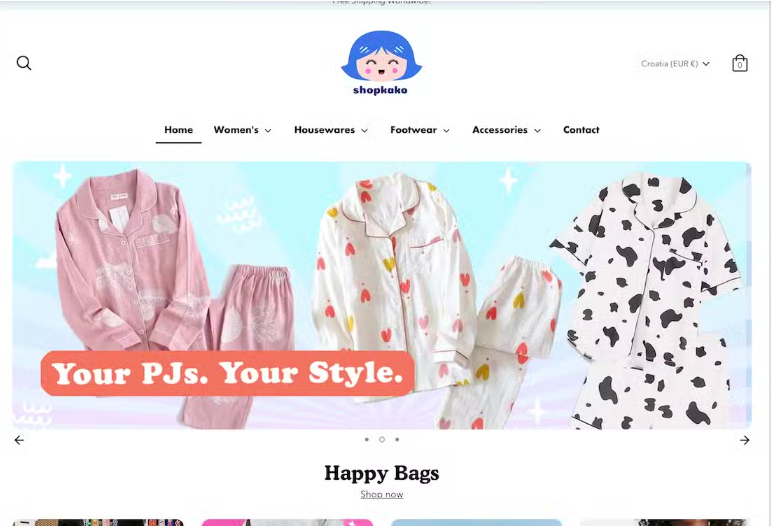 Free Shipping Worldwide!
shopkako
Croatia (EUR €)
0
Home Women's Housewares Footwear Accessories Contact
Your PJs. Your Style.
Happy Bags
Shop now